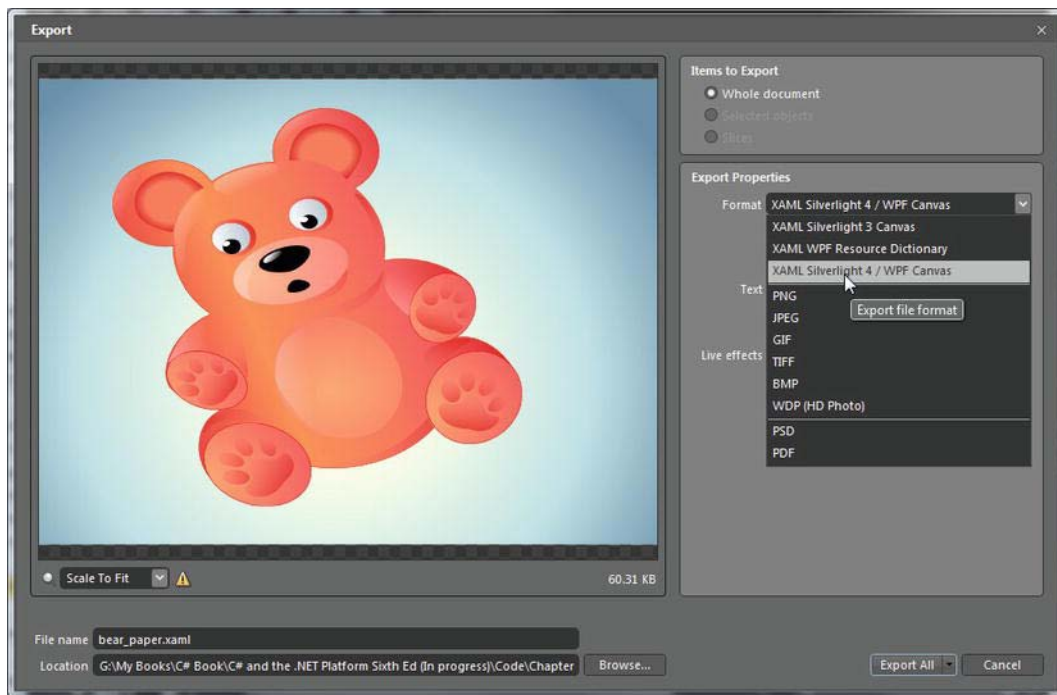 Export
Items to Export
Whole document
Selected objects
Slices
Export Properties
Format XAML Silverlight 4 / WPF Canvas
XAML Silverlight 3 Canvas
XAML WPF Resource Dictionary
XAML Silverlight 4 / WPF Canvas
Text
PNG
Export file format
JPEG
GIF
Live effects
TIFF
BMP
WDP (HD Photo)
PSD
PDF
Scale To Fit
60.31 KB
File name bear_paper.xaml
Location G:\My Books\C# Book\C# and the .NET Platform Sixth Ed (In progress)\Code\Chapter Browse...
Export All Cancel